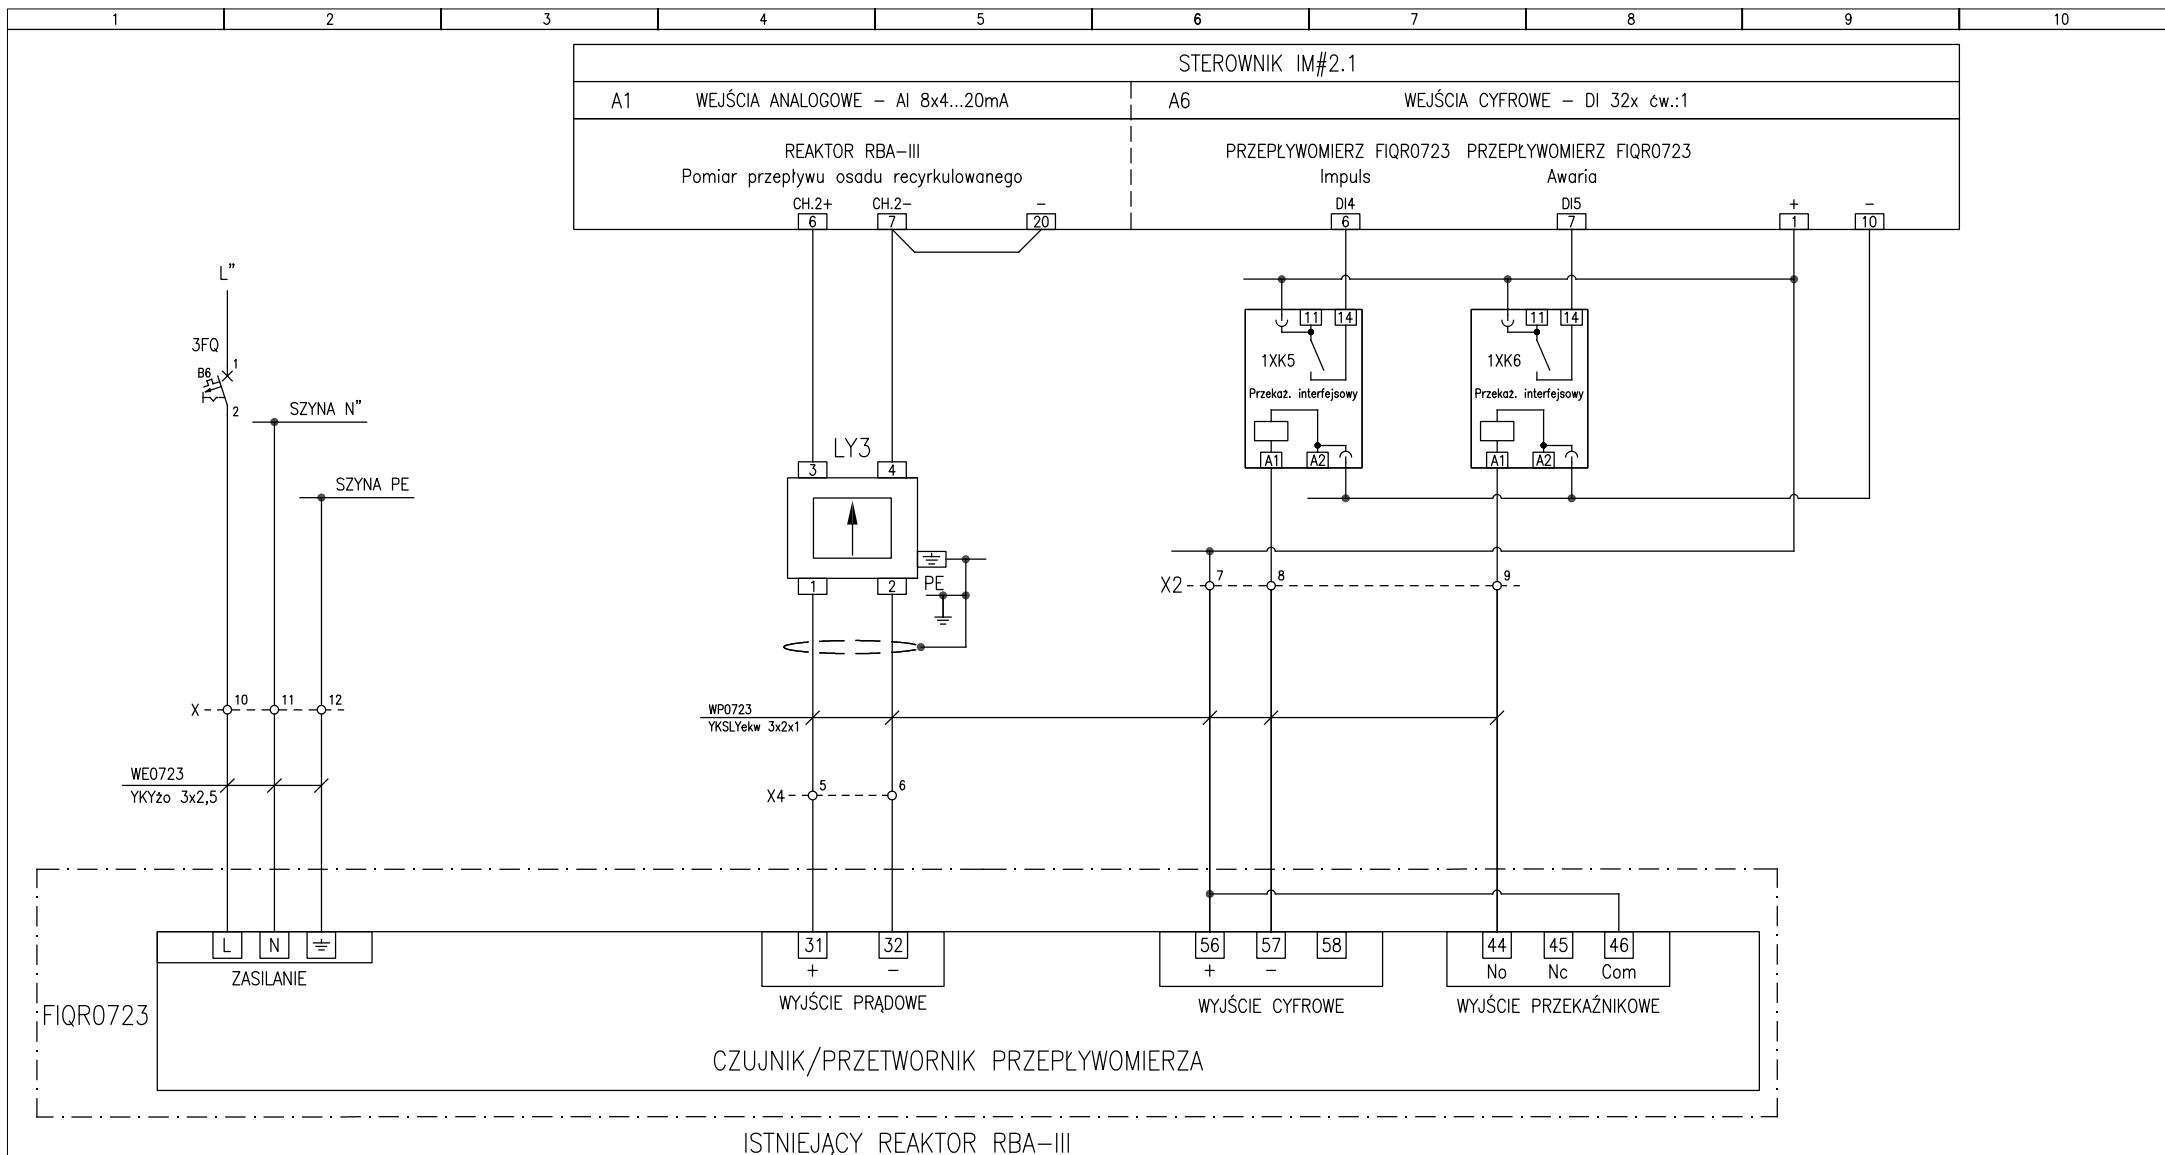 1 2 3 4 5 6 7 8 9 10
STEROWNIK IM#2.1
A1 WEJŚCIA ANALOGOWE – AI 8x4...20mA A6 WEJŚCIA CYFROWE – DI 32x ćw.:1
REAKTOR RBA–III PRZEPŁYWOMIERZ FIQR0723 PRZEPŁYWOMIERZ FIQR0723
Pomiar przepływu osadu recyrkulowanego Impuls Awaria
CH.2+ CH.2– – DI4 DI5 + –
6 7 20 6 7 1 10
L”
11 14 11 14
3FQ
1
1XK5 1XK6
B6
Przekaź. interfejsowy Przekaź. interfejsowy
2
SZYNA N”
LY3
A1 A2 A1 A2
3 4
SZYNA PE
1 2 PE
X2 7 8 9
X 10 11 12
WP0723
YKSLYekw 3x2x1
WE0723
YKYżo 3x2,5
X4 5 6
L N 31 32 56 57 58 44 45 46
+ – + – No Nc Com
ZASILANIE
WYJŚCIE PRĄDOWE WYJŚCIE CYFROWE WYJŚCIE PRZEKAŹNIKOWE
FIQR0723
CZUJNIK/PRZETWORNIK PRZEPŁYWOMIERZA
ISTNIEJĄCY REAKTOR RBA–III